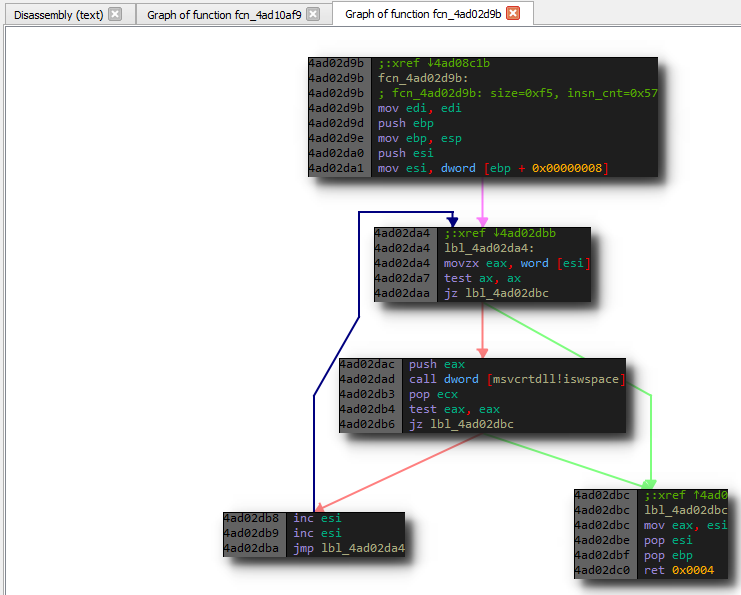 Disassembly (text) Graph of function fcn_4ad10af9 Graph of function fcn_4ad02d9b
4ad02d9b ;:xref ↓4ad08c1b
4ad02d9b fcn_4ad02d9b:
4ad02d9b ; fcn_4ad02d9b: size=0xf5, insn_cnt=0x57
4ad02d9b mov edi, edi
4ad02d9d push ebp
4ad02d9e mov ebp, esp
4ad02da0 push esi
4ad02da1 mov esi, dword [ebp + 0x00000008]
4ad02da4 ;:xref ↓4ad02dbb
4ad02da4 lbl_4ad02da4:
4ad02da4 movzx eax, word [esi]
4ad02da7 test ax, ax
4ad02daa jz lbl_4ad02dbc
4ad02dac push eax
4ad02dad call dword [msvcrtdll!iswspace]
4ad02db3 pop ecx
4ad02db4 test eax, eax
4ad02db6 jz lbl_4ad02dbc
4ad02db8 inc esi
4ad02db9 inc esi
4ad02dba jmp lbl_4ad02da4
4ad02dbc ;:xref ↑4ad0
4ad02dbc lbl_4ad02dbc
4ad02dbc mov eax, esi
4ad02dbe pop esi
4ad02dbf pop ebp
4ad02dc0 ret 0x0004